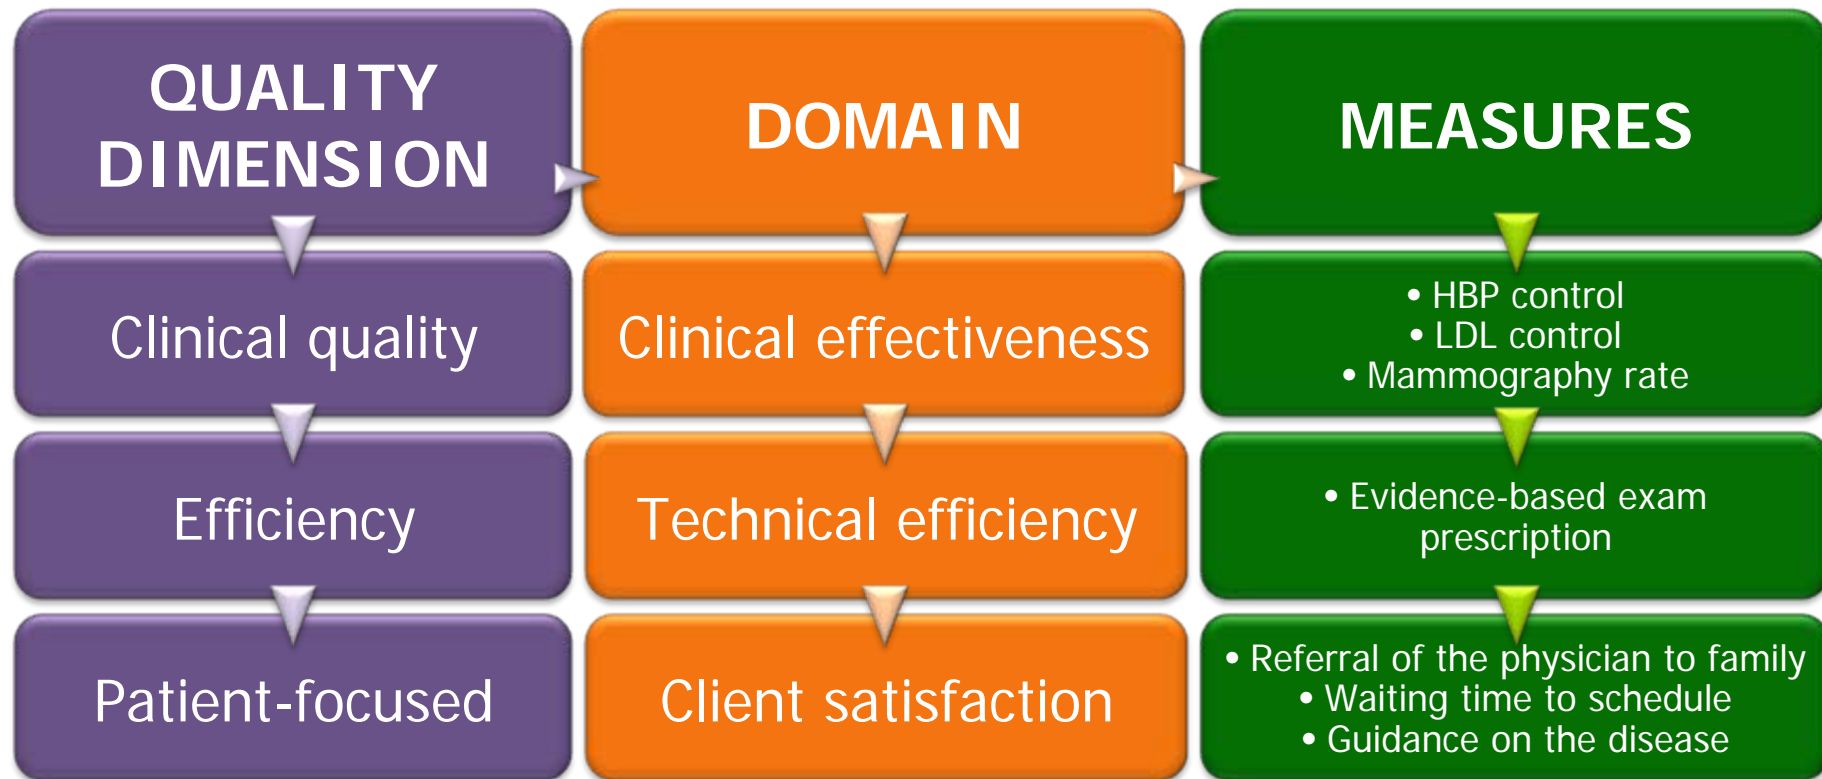 QUALITY
DIMENSION
DOMAIN
MEASURES
Clinical quality
Clinical effectiveness
• HBP control
• LDL control
• Mammography rate
Efficiency
Technical efficiency
• Evidence-based exam
prescription
Patient-focused
Client satisfaction
• Referral of the physician to family
• Waiting time to schedule
• Guidance on the disease